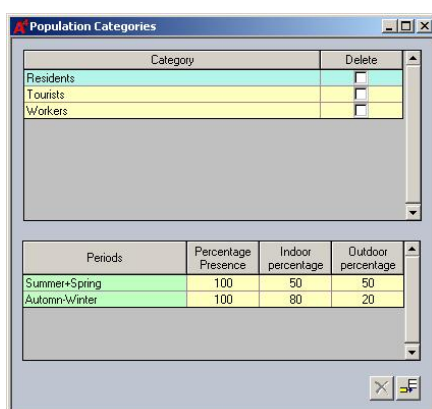 Population Categories
Category Delete
Residents
Tourists
Workers
Periods Percentage Presence Indoor percentage Outdoor percentage
Summer+Spring 100 50 50
Automn-Winter 100 80 20